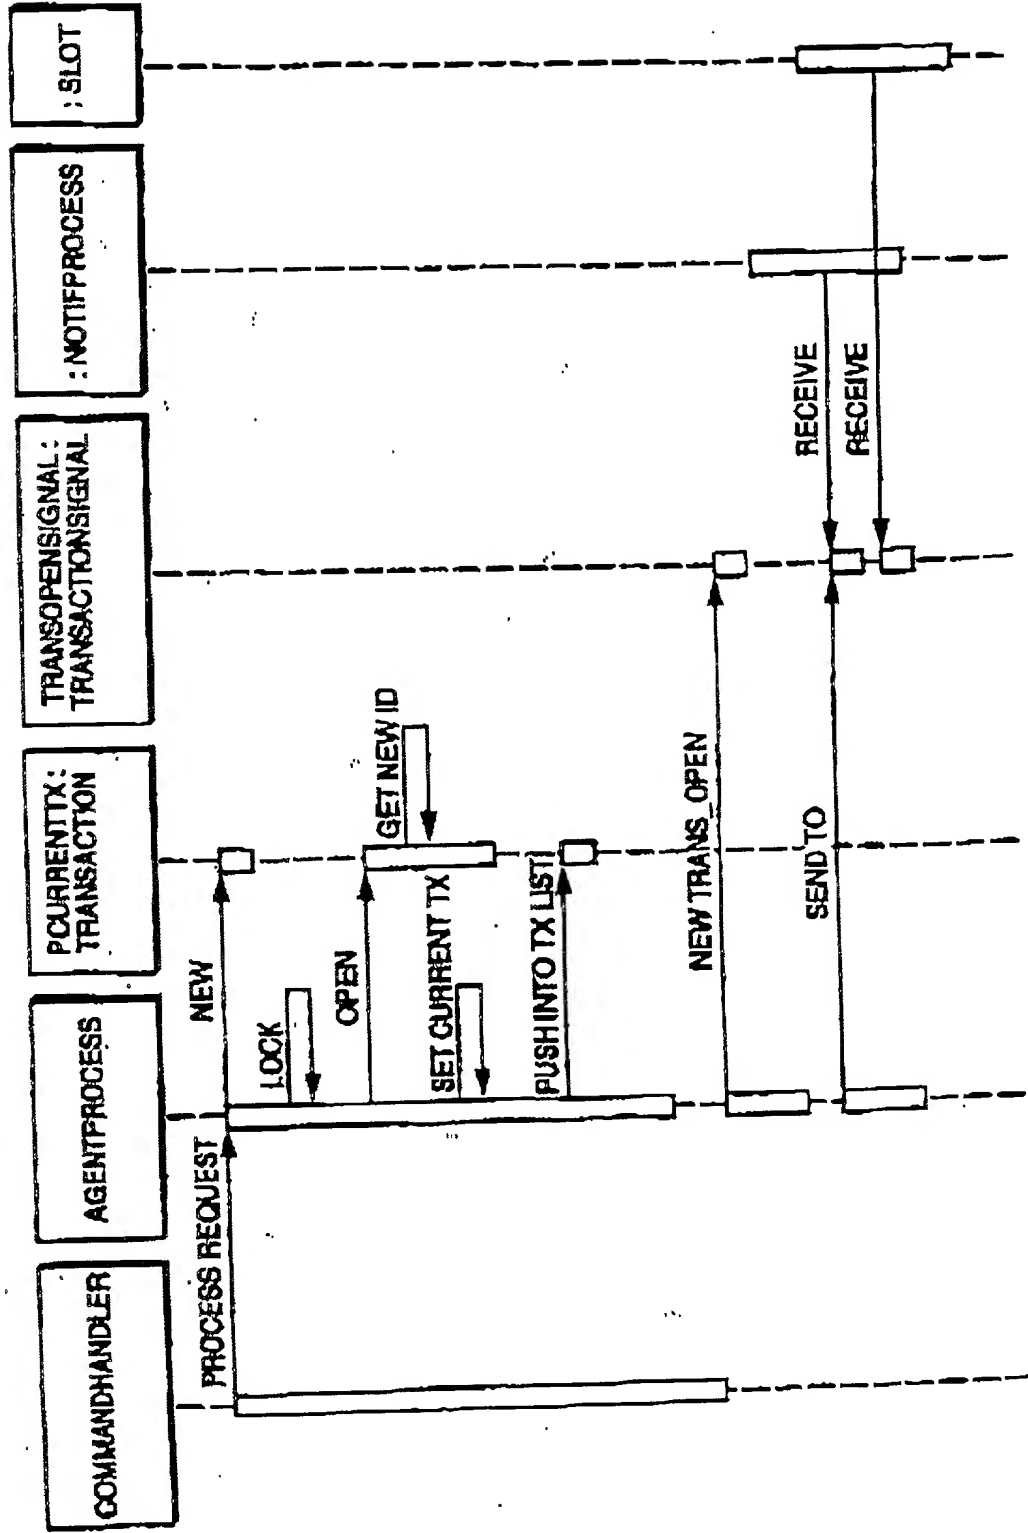 COMMANDHANDLER
AGENTPROCESS
PCURRENTTX:
TRANSACTION
TRANSOPENSIGNAL:
TRANSACTIONSIGNAL
:NOTIFPROCESS
:SLOT
PROCESS REQUEST
NEW
LOCK
OPEN
GET NEW ID
SET CURRENT TX
PUSH INTO TX LIST
NEW TRANS_OPEN
SEND TO
RECEIVE
RECEIVE